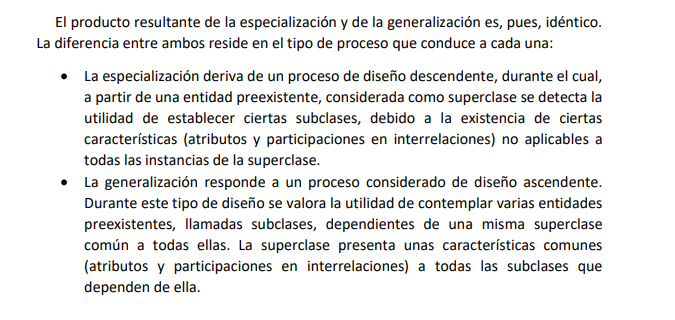 El producto resultante de la especialización y de la generalización es, pues, idéntico.
La diferencia entre ambos reside en el tipo de proceso que conduce a cada una:
• La especialización deriva de un proceso de diseño descendente, durante el cual,
a partir de una entidad preexistente, considerada como superclase se detecta la
utilidad de establecer ciertas subclases, debido a la existencia de ciertas
características (atributos y participaciones en interrelaciones) no aplicables a
todas las instancias de la superclase.
• La generalización responde a un proceso considerado de diseño ascendente.
Durante este tipo de diseño se valora la utilidad de contemplar varias entidades
preexistentes, llamadas subclases, dependientes de una misma superclase
común a todas ellas. La superclase presenta unas características comunes
(atributos y participaciones en interrelaciones) a todas las subclases que
dependen de ella.